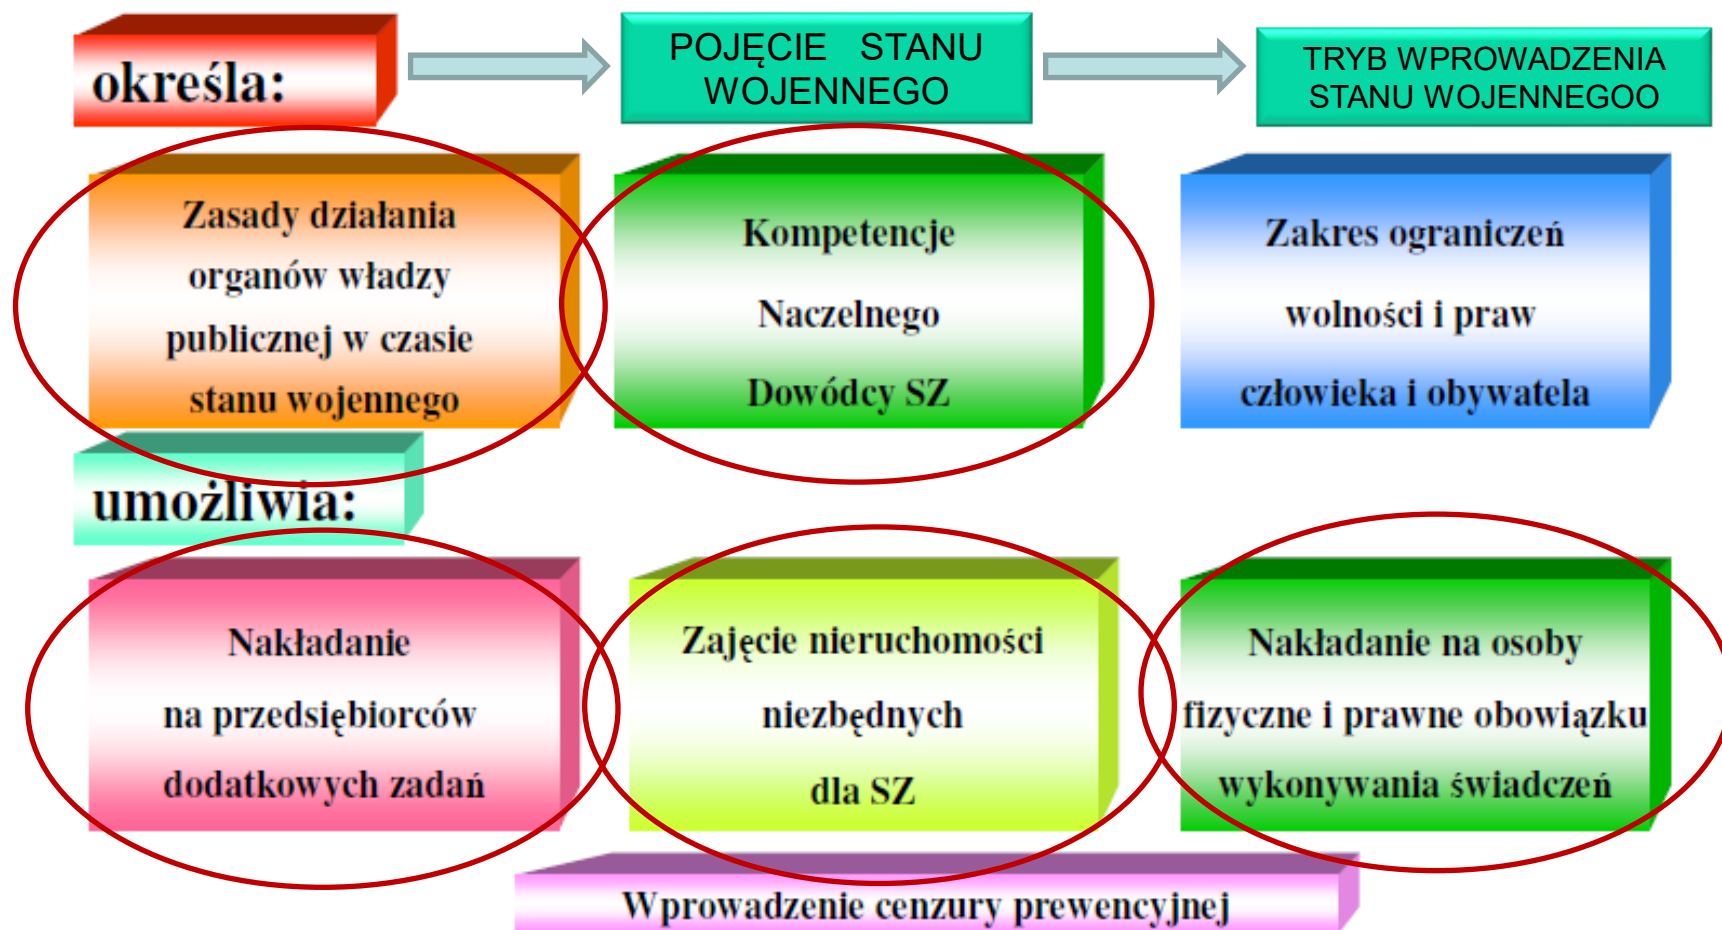 określa:
POJĘCIE STANU
WOJENNEGO
TRYB WPROWADZENIA
STANU WOJENNEGOO
Zasady działania
organów władzy
publicznej w czasie
stanu wojennego
Kompetencje
Naczelnego
Dowódcy SZ
Zakres ograniczeń
wolności i praw
człowieka i obywatela
umożliwia:
Nakładanie
na przedsiębiorców
dodatkowych zadań
Zajęcie nieruchomości
niezbędnych
dla SZ
Nakładanie na osoby
fizyczne i prawne obowiązku
wykonywania świadczeń
Wprowadzenie cenzury prewencyjnej